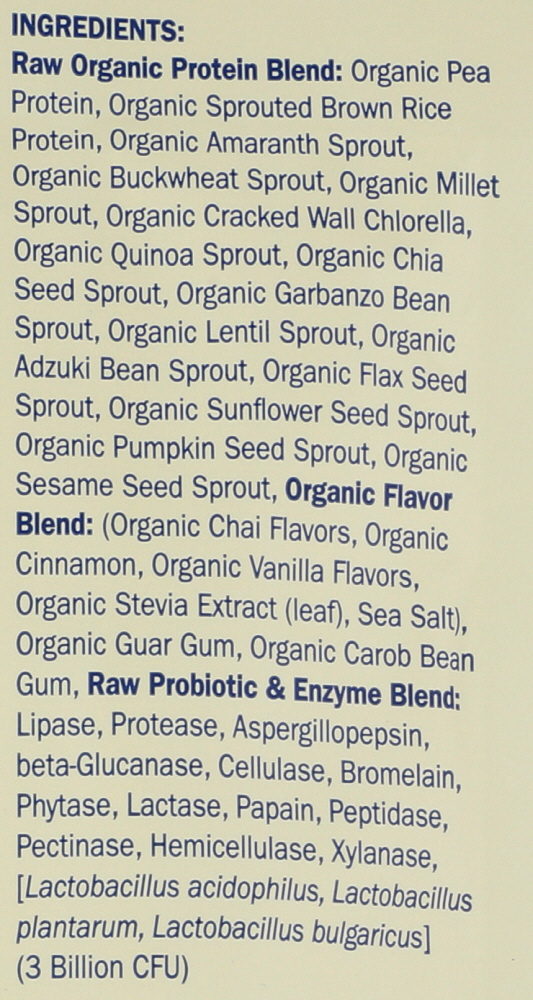 INGREDIENTS:
Raw Organic Protein Blend: Organic Pea
Protein, Organic Sprouted Brown Rice
Protein, Organic Amaranth Sprout,
Organic Buckwheat Sprout, Organic Millet
Sprout, Organic Cracked Wall Chlorella,
Organic Quinoa Sprout, Organic Chia
Seed Sprout, Organic Garbanzo Bean
Sprout, Organic Lentil Sprout, Organic
Adzuki Bean Sprout, Organic Flax Seed
Sprout, Organic Sunflower Seed Sprout,
Organic Pumpkin Seed Sprout, Organic
Sesame Seed Sprout, Organic Flavor
Blend: (Organic Chai Flavors, Organic
Cinnamon, Organic Vanilla Flavors,
Organic Stevia Extract (leaf), Sea Salt),
Organic Guar Gum, Organic Carob Bean
Gum, Raw Probiotic & Enzyme Blend:
Lipase, Protease, Aspergillopepsin,
beta-Glucanase, Cellulase, Bromelain,
Phytase, Lactase, Papain, Peptidase,
Pectinase, Hemicellulase, Xylanase,
[Lactobacillus acidophilus, Lactobacillus
plantarum, Lactobacillus bulgaricus]
(3 Billion CFU)